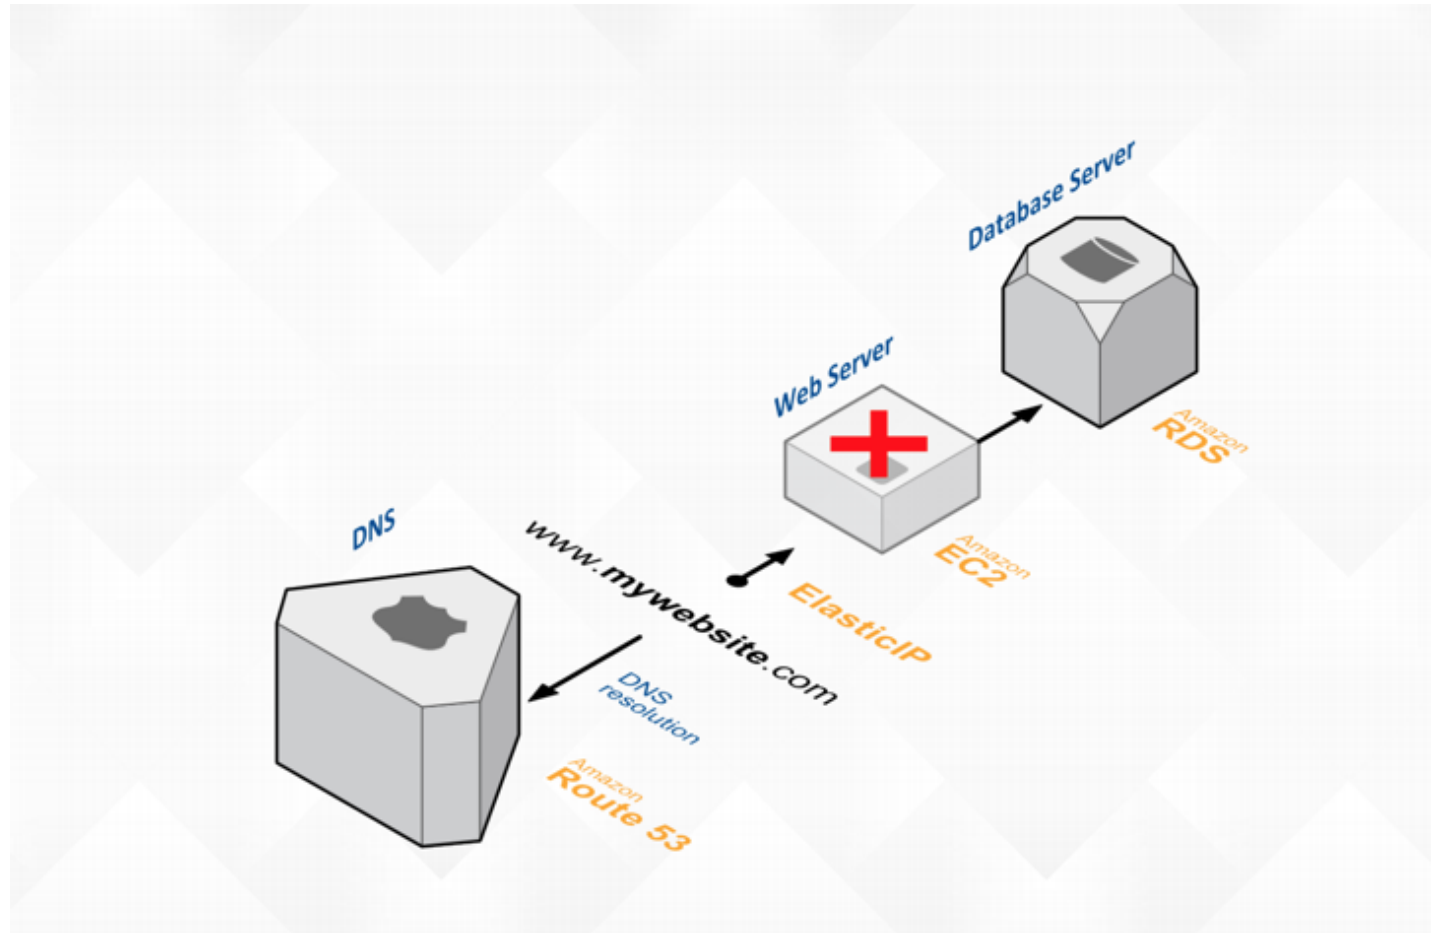 Database Server
Amazon
RDS
Web Server
Amazon
EC2
ElasticIP
www.mywebsite.com
DNS
DNS
resolution
Amazon
Route 53